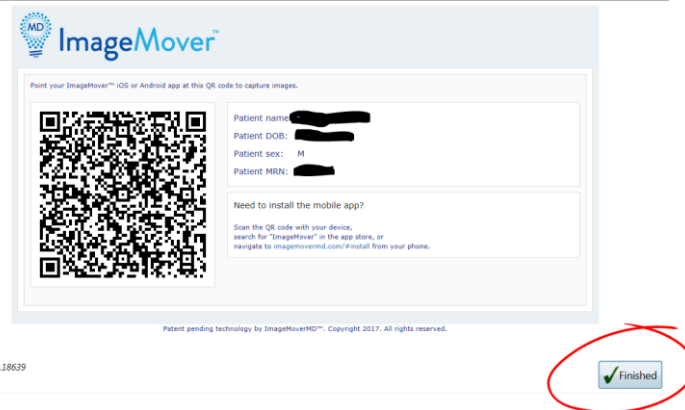 MD
ImageMover™
Point your ImageMover™ iOS or Android app at this QR code to capture images.
Patient name
Patient DOB:
Patient sex: M
Patient MRN:
Need to install the mobile app?
Scan the QR code with your device,
search for "ImageMover" in the app store, or
navigate to imagemovermd.com/#install from your phone.
Patent pending technology by ImageMoverMD™. Copyright 2017. All rights reserved.
.18639
Finished